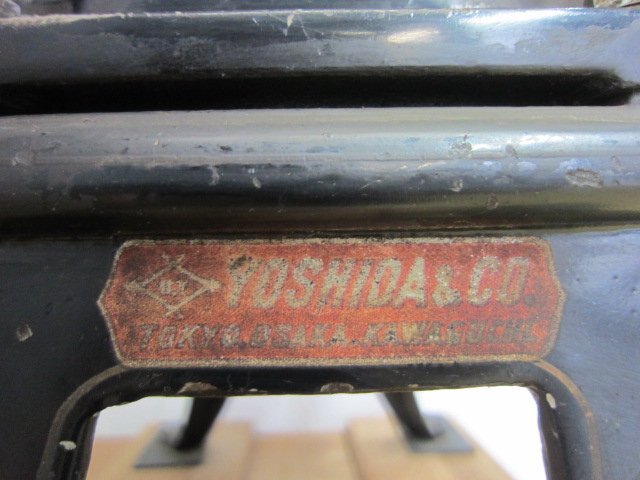 YOSHIDA & CO.
TOKYO. OSAKA. KAWAGUCHI